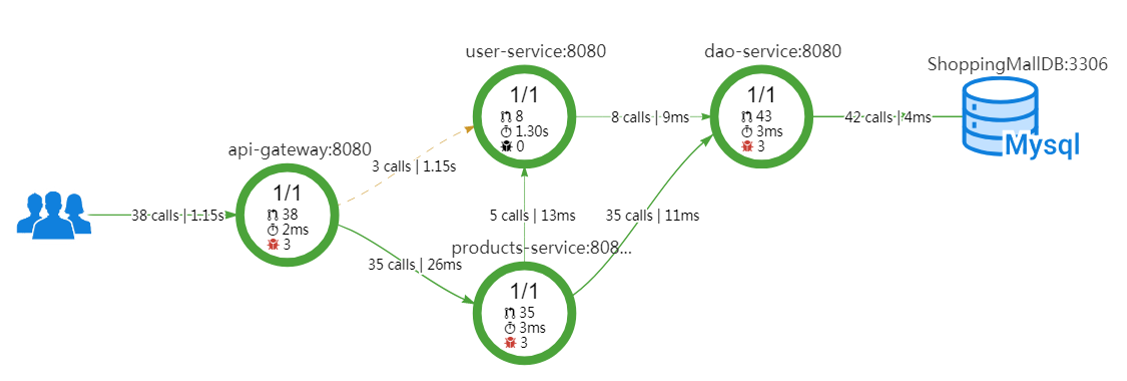 user-service:8080
1/1
8
1.30s
0
dao-service:8080
1/1
43
3ms
3
ShoppingMallDB:3306
Mysql
8 calls | 9ms
42 calls | 4ms
api-gateway:8080
1/1
38
2ms
3
3 calls | 1.15s
38 calls | 1.15s
5 calls | 13ms
35 calls | 11ms
35 calls | 26ms
products-service:808...
1/1
35
3ms
3